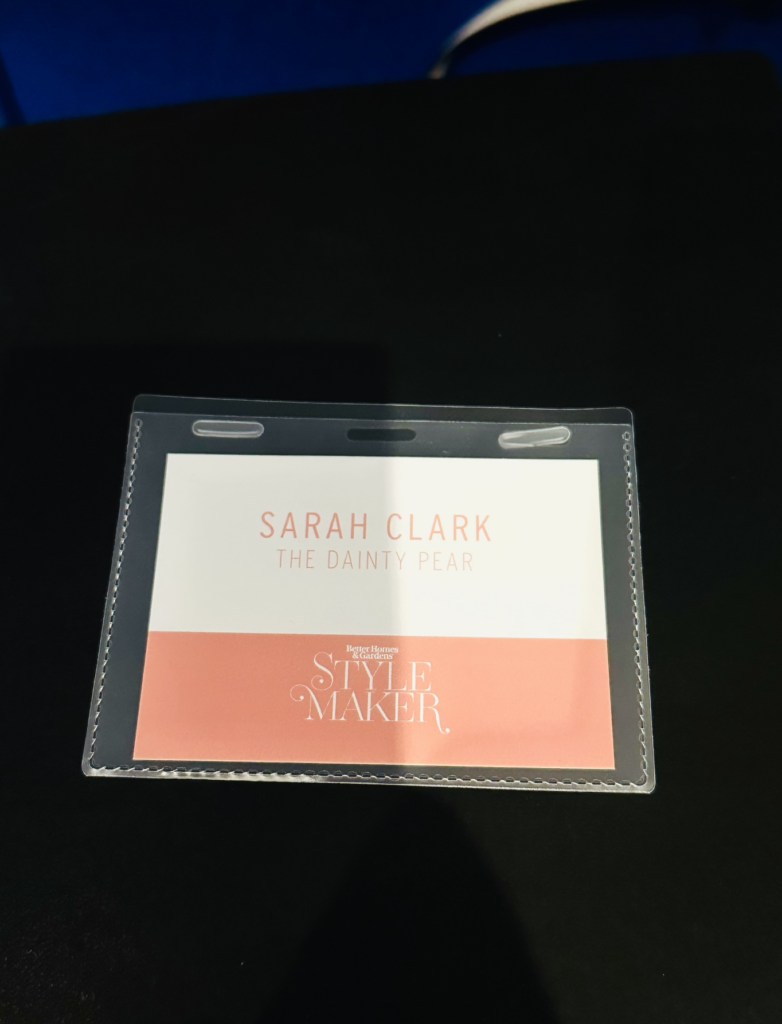 SARAH CLARK
THE DAINTY PEAR
Better Homes
& Gardens
STYLE
MAKER